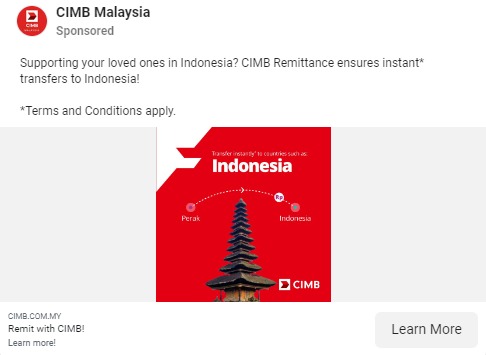 CIMB
CIMB Malaysia
Sponsored
Supporting your loved ones in Indonesia? CIMB Remittance ensures instant*
transfers to Indonesia!
*Terms and Conditions apply.
Transfer instantly* to countries such as:
Indonesia
Rp
Perak
Indonesia
CIMB
CIMB.COM.MY
Remit with CIMB!
Learn more!
Learn More